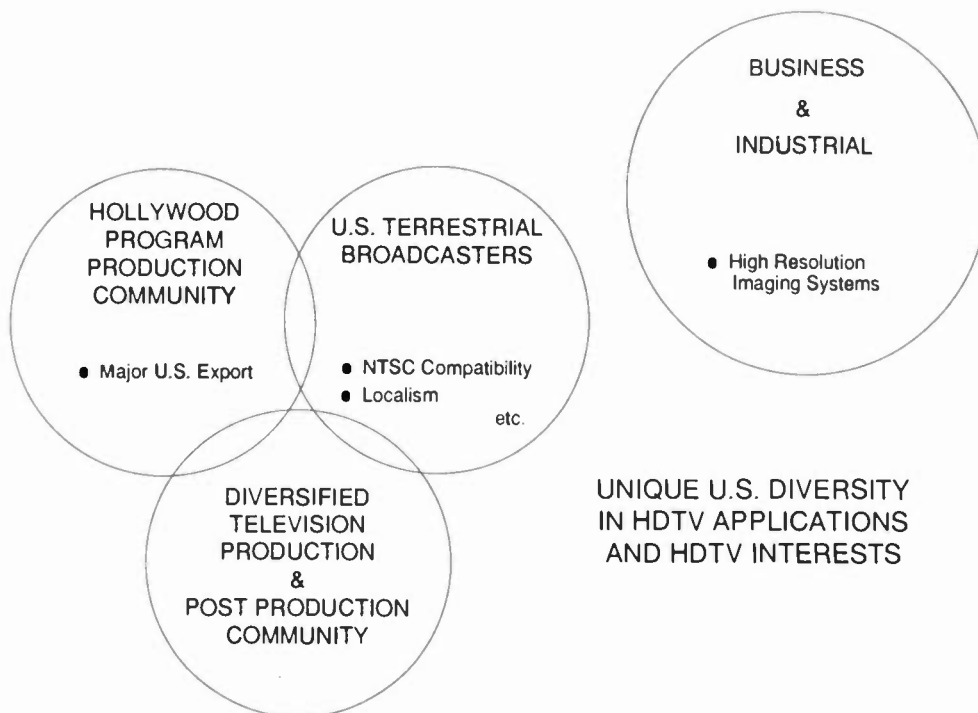 BUSINESS
&
INDUSTRIAL
● High Resolution
Imaging Systems
HOLLYWOOD
PROGRAM
PRODUCTION
COMMUNITY
● Major U.S. Export
U.S. TERRESTRIAL
BROADCASTERS
● NTSC Compatibility
● Localism
etc.
DIVERSIFIED
TELEVISION
PRODUCTION
&
POST PRODUCTION
COMMUNITY
UNIQUE U.S. DIVERSITY
IN HDTV APPLICATIONS
AND HDTV INTERESTS